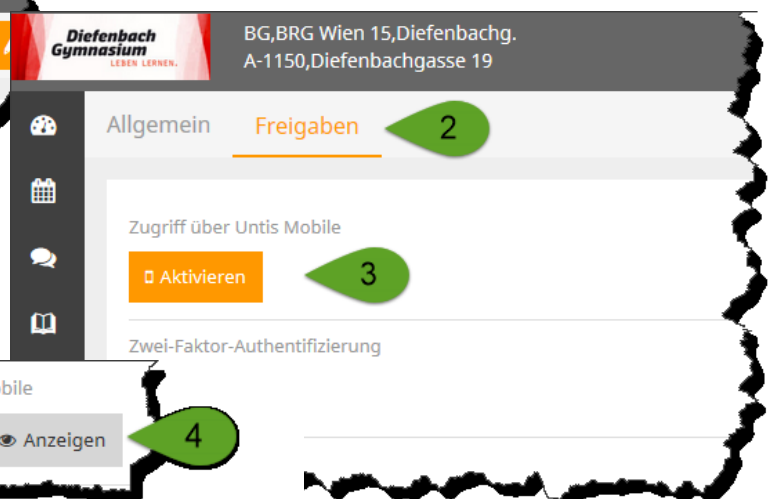 Diefenbach
Gymnasium
LEBEN LERNEN.
BG,BRG Wien 15,Diefenbachg.
A-1150,Diefenbachgasse 19
Allgemein Freigaben 2
Zugriff über Untis Mobile
Aktivieren 3
Zwei-Faktor-Authentifizierung
bile
Anzeigen 4